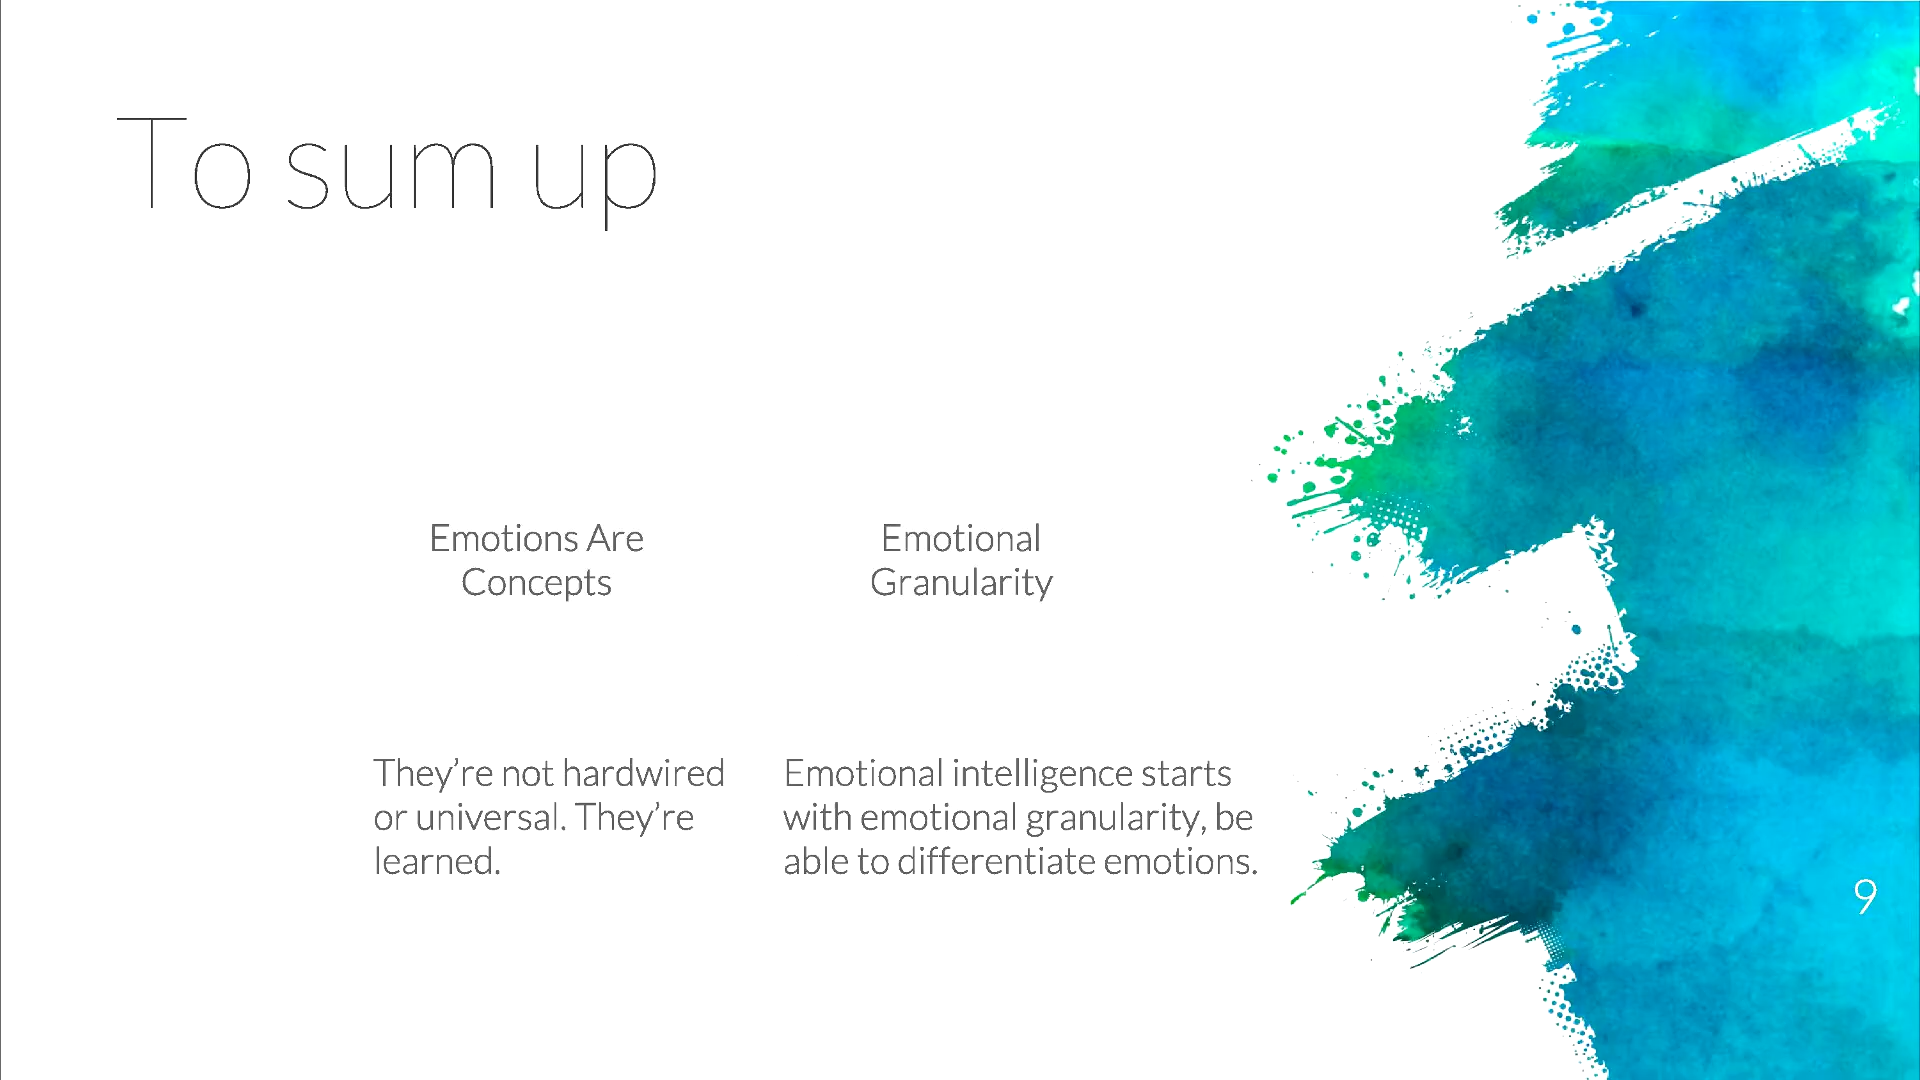 To sum up
Emotions Are
Concepts
They’re not hardwired
or universal. They’re
learned.
Emotional
Granularity
Emotional intelligence starts
with emotional granularity, be
able to differentiate emotions.
9